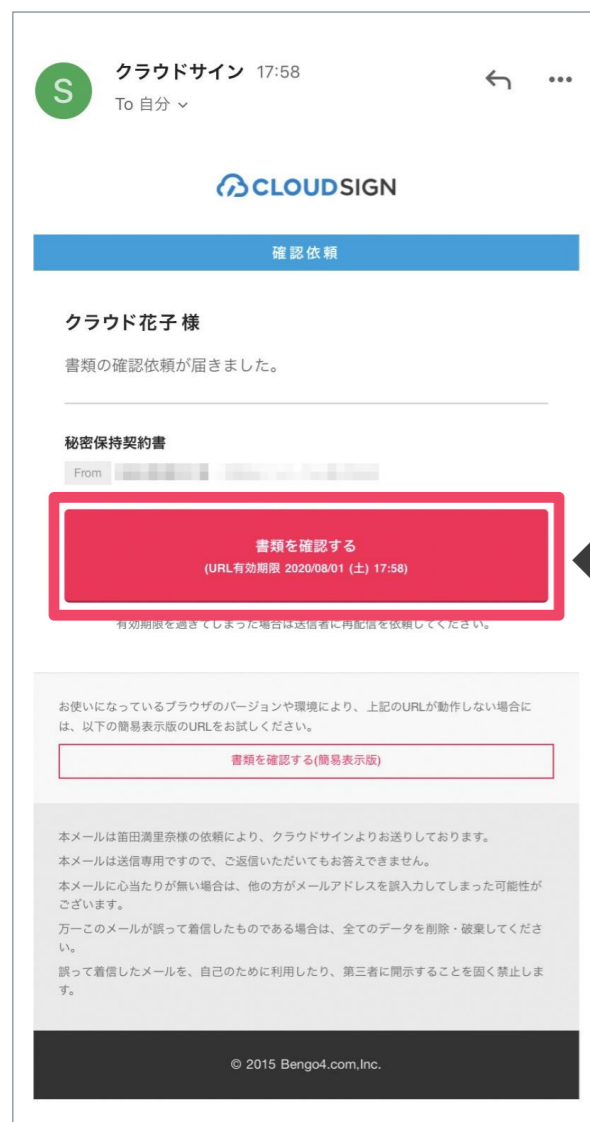 S
クラウドサイン 17:58
To 自分
CLOUDSIGN
確認依頼
クラウド花子 様
書類の確認依頼が届きました。
秘密保持契約書
From
書類を確認する
(URL有効期限 2020/08/01 (土) 17:58)
有効期限を過ぎてしまった場合は送信者に再配信を依頼してください。
お使いになっているブラウザのバージョンや環境により、上記のURLが動作しない場合に
は、以下の簡易表示版のURLをお試しください。
書類を確認する(簡易表示版)
本メールは笛田満里奈様の依頼により、クラウドサインよりお送りしております。
本メールは送信専用ですので、ご返信いただいてもお答えできません。
本メールに心当たりが無い場合は、他の方がメールアドレスを誤入力してしまった可能性が
ございます。
万一このメールが誤って着信したものである場合は、全てのデータを削除・破棄してくださ
い。
誤って着信したメールを、自己のために利用したり、第三者に開示することを固く禁止しま
す。
© 2015 Bengo4.com,Inc.